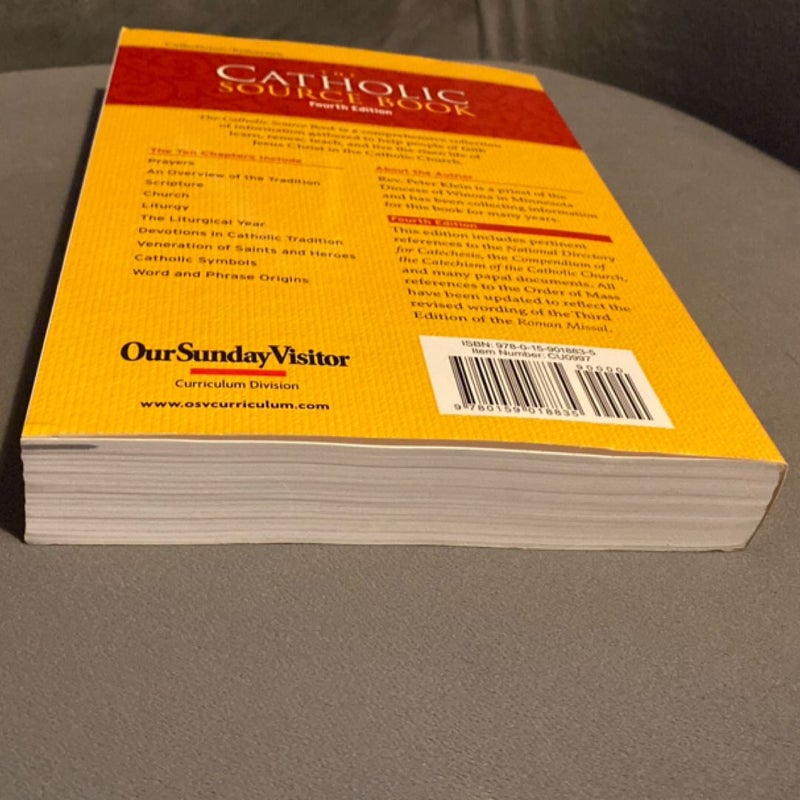 Catechesis/Reference
THE
CATHOLIC
SOURCE BOOK
Fourth Edition
The Catholic Source Book is a comprehensive collection
of information gathered to help people of faith
learn, renew, teach, and live the risen life of
Jesus Christ in the Catholic Church.
The Ten Chapters Include
Prayers
An Overview of the Tradition
Scripture
Church
Liturgy
The Liturgical Year
Devotions in Catholic Tradition
Veneration of Saints and Heroes
Catholic Symbols
Word and Phrase Origins
About the Author
Rev. Peter Klein is a priest of the
Diocese of Winona in Minnesota
and has been collecting information
for this book for many years.
Fourth Edition
This edition includes pertinent
references to the National Directory
for Catechesis, the Compendium of
the Catechism of the Catholic Church,
and many papal documents. All
references to the Order of Mass
have been updated to reflect the
revised wording of the Third
Edition of the Roman Missal.
OurSundayVisitor
Curriculum Division
www.osvcurriculum.com
ISBN: 978-0-15-901883-5
Item Number: CU0997
90000
9780159018835